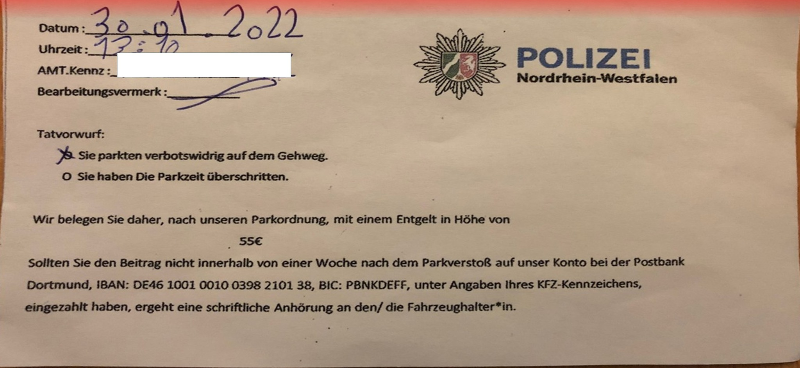 Datum : 30.01.2022
Uhrzeit : 13:10
AMT.Kennz :
Bearbeitungsvermerk :
POLIZEI
Nordrhein-Westfalen
Tatvorwurf:
Sie parkten verbotswidrig auf dem Gehweg.
O Sie haben Die Parkzeit überschritten.
Wir belegen Sie daher, nach unseren Parkordnung, mit einem Entgelt in Höhe von
55€
Sollten Sie den Beitrag nicht innerhalb von einer Woche nach dem Parkverstoß auf unser Konto bei der Postbank
Dortmund, IBAN: DE46 1001 0010 0398 2101 38, BIC: PBNKDEFF, unter Angaben Ihres KFZ-Kennzeichens,
eingezahlt haben, ergeht eine schriftliche Anhörung an den/ die Fahrzeughalter*in.